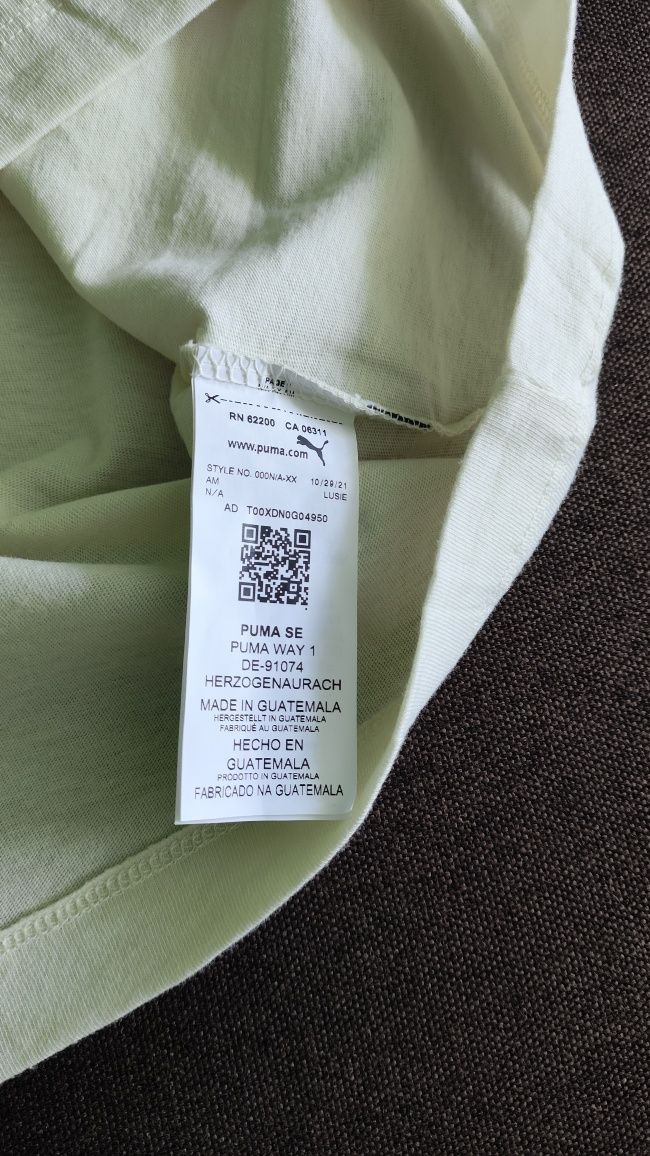 RN 62200 CA 06311
www.puma.com
STYLE NO. 000N/A-XX 10/29/21
AM LUSIE
N/A
AD T00XDN0G04950
PUMA SE
PUMA WAY 1
DE-91074
HERZOGENAURACH
MADE IN GUATEMALA
HERGESTELLT IN GUATEMALA
FABRIQUÉ AU GUATEMALA
HECHO EN
GUATEMALA
PRODOTTO IN GUATEMALA
FABRICADO NA GUATEMALA